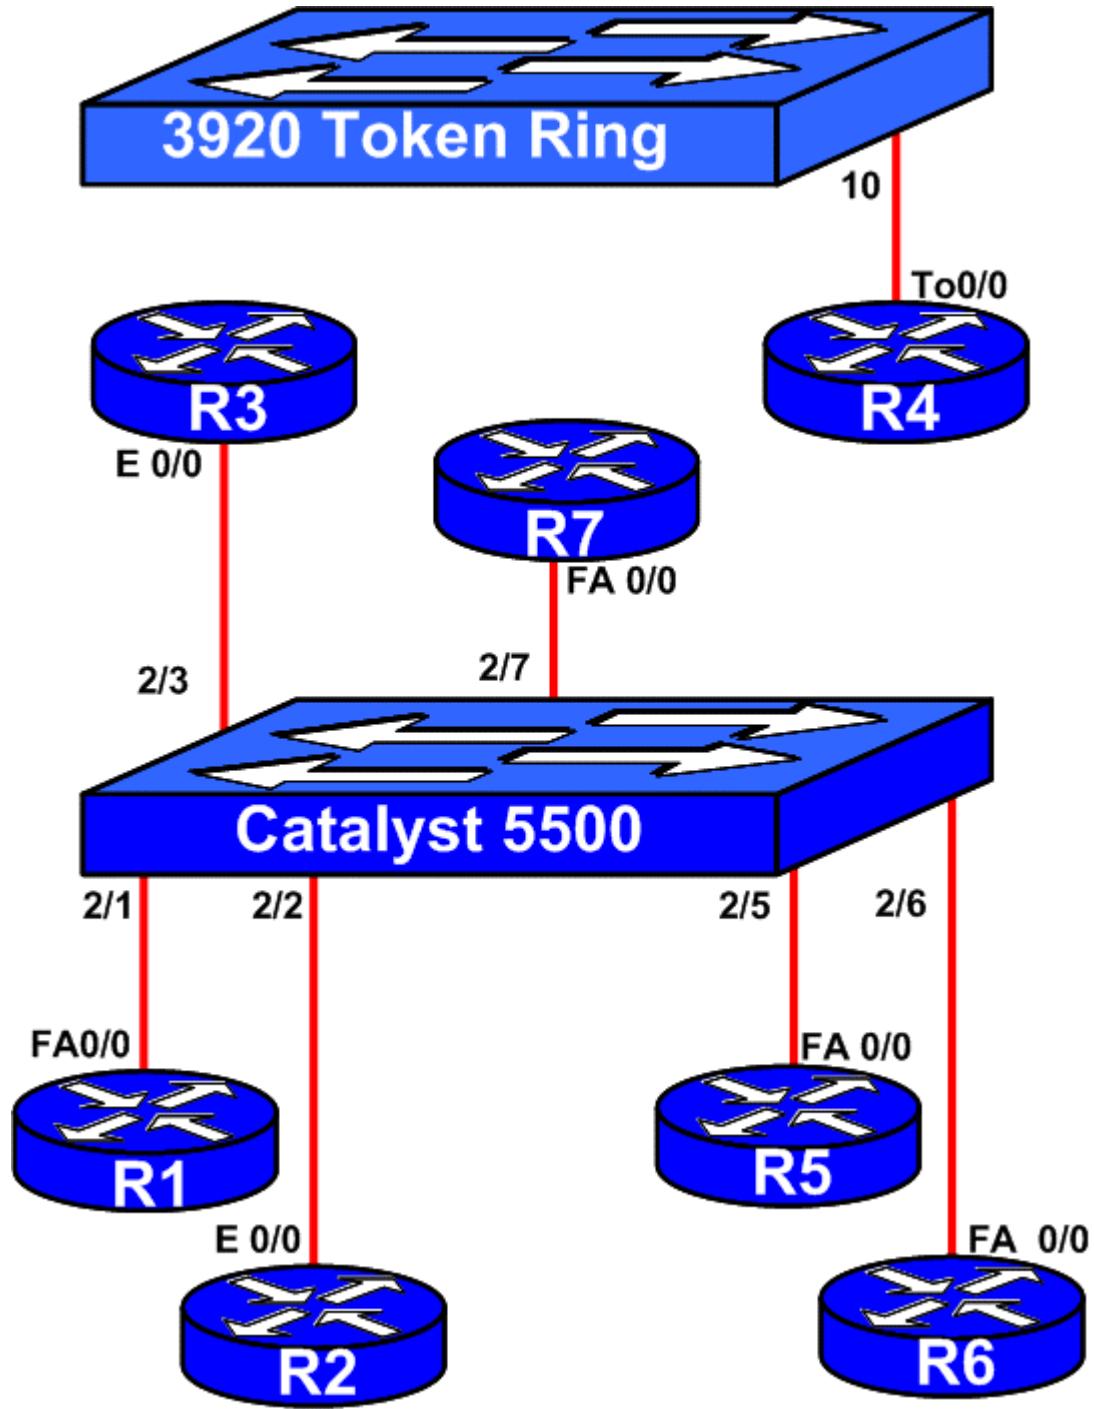 3920 Token Ring
10
To0/0
R3
R4
E 0/0
R7
FA 0/0
2/3
2/7
Catalyst 5500
2/1
2/2
2/5
2/6
FA0/0
FA 0/0
R1
R5
E 0/0
FA 0/0
R2
R6